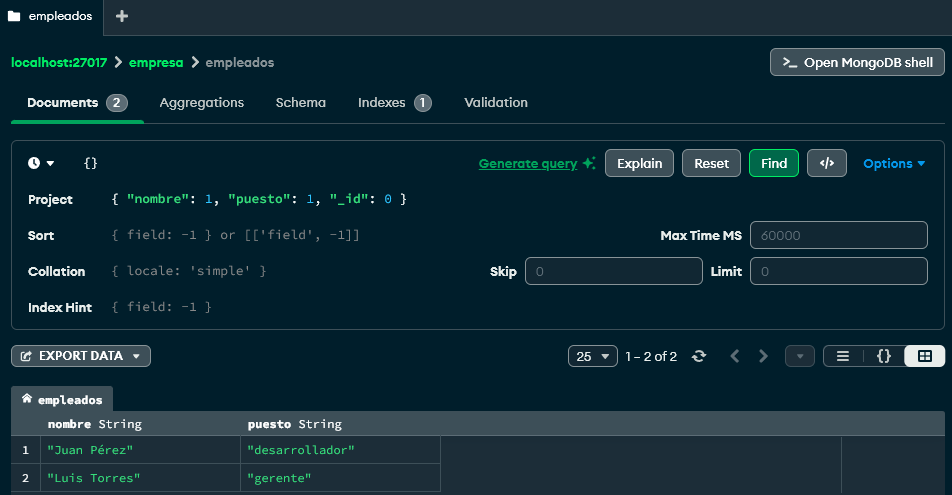 empleados
localhost:27017 > empresa > empleados
>_ Open MongoDB shell
Documents 2 Aggregations Schema Indexes 1 Validation
{} Generate query Explain Reset Find </> Options
Project { "nombre": 1, "puesto": 1, "_id": 0 }
Sort { field: -1 } or [['field', -1]] Max Time MS 60000
Collation { locale: 'simple' } Skip 0 Limit 0
Index Hint { field: -1 }
EXPORT DATA 25 1 – 2 of 2 {}
empleados
nombre String puesto String
1 "Juan Pérez" "desarrollador"
2 "Luis Torres" "gerente"